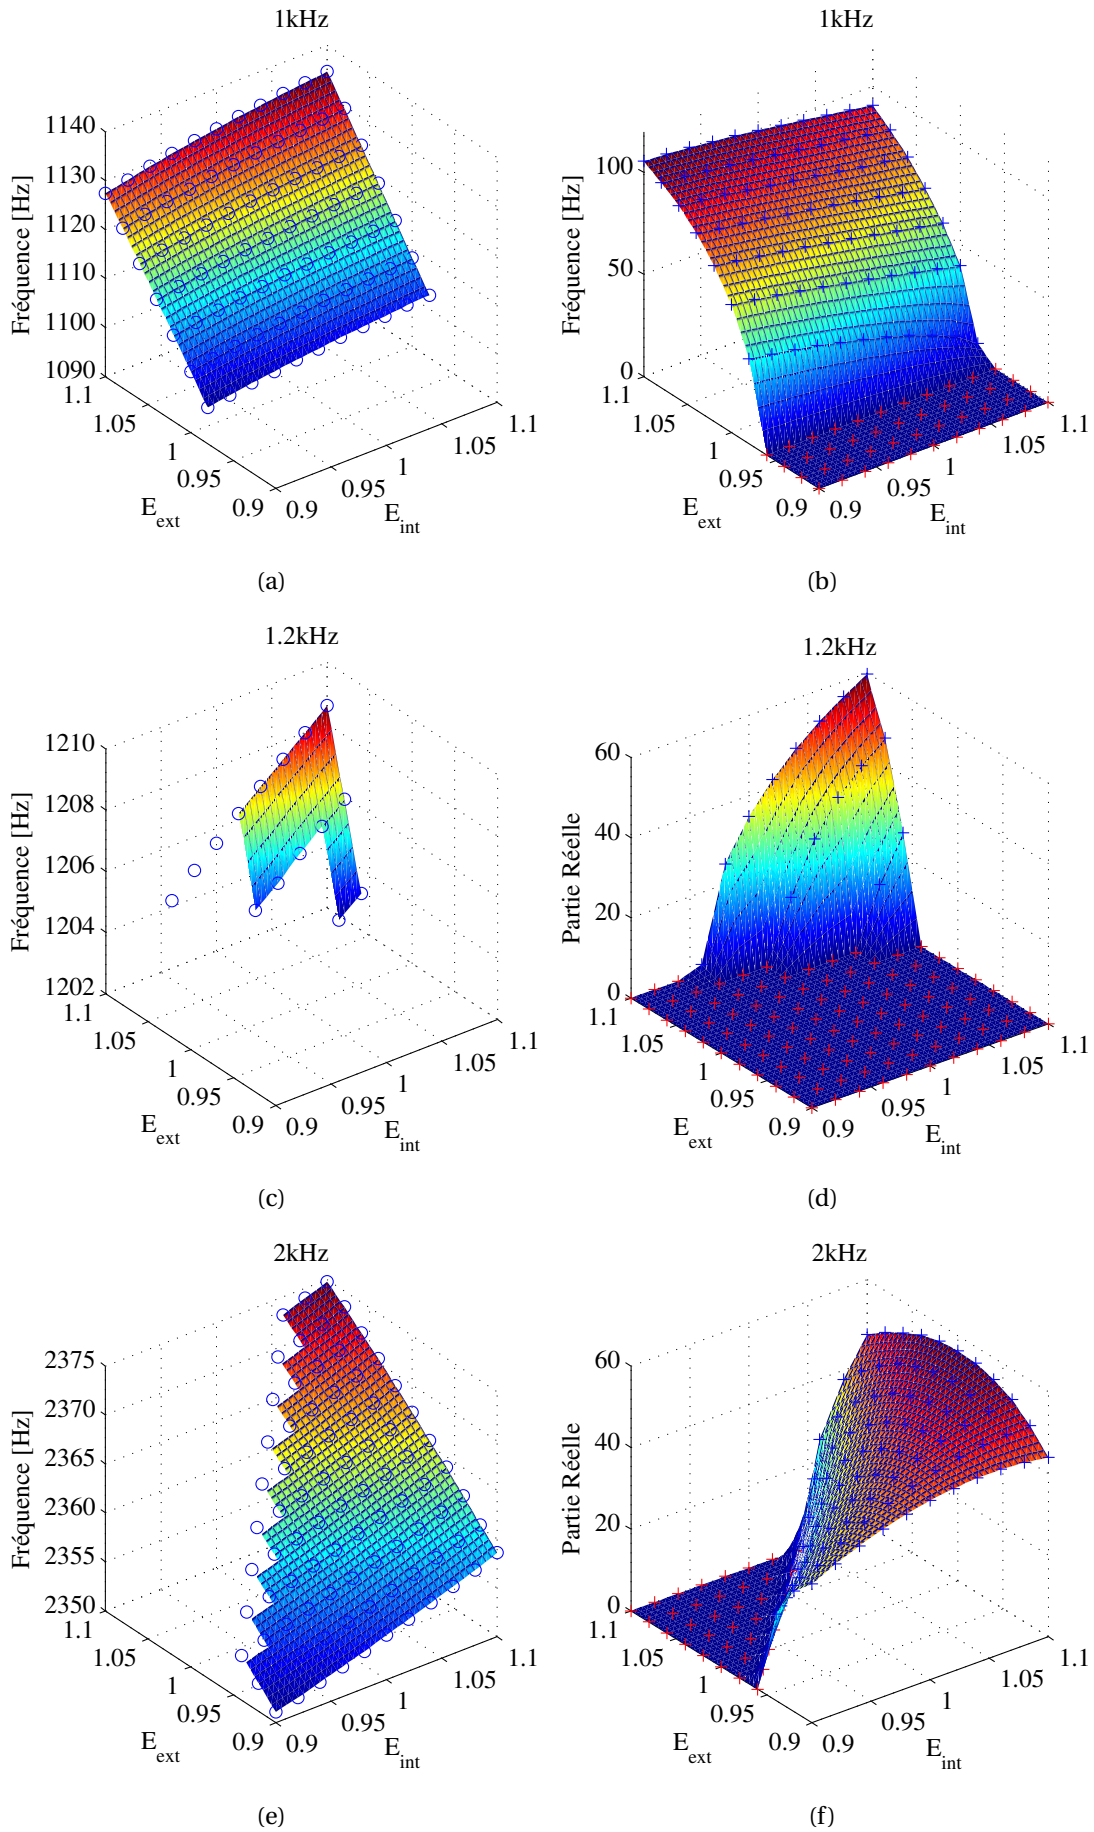 1kHz
1140
1130
1120
1110
1100
1090
Fréquence [Hz]
1.1
1.05
1
0.95
0.9
E_ext
0.9
0.95
1
1.05
1.1
E_int
(a)
1kHz
100
50
0
Fréquence [Hz]
1.1
1.05
1
0.95
0.9
E_ext
0.9
0.95
1
1.05
1.1
E_int
(b)
1.2kHz
1210
1208
1206
1204
1202
Fréquence [Hz]
1.1
1.05
1
0.95
0.9
E_ext
0.9
0.95
1
1.05
1.1
E_int
(c)
1.2kHz
60
40
20
0
Partie Réelle
1.1
1.05
1
0.95
0.9
E_ext
0.9
0.95
1
1.05
1.1
E_int
(d)
2kHz
2375
2370
2365
2360
2355
2350
Fréquence [Hz]
1.1
1.05
1
0.95
0.9
E_ext
0.9
0.95
1
1.05
1.1
E_int
(e)
2kHz
60
40
20
0
Partie Réelle
1.1
1.05
1
0.95
0.9
E_ext
0.9
0.95
1
1.05
1.1
E_int
(f)